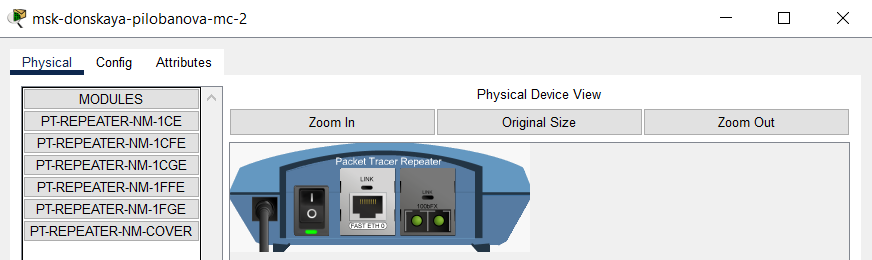 msk-donskaya-pilobanova-mc-2
Physical Config Attributes
MODULES
PT-REPEATER-NM-1CE
PT-REPEATER-NM-1CFE
PT-REPEATER-NM-1CGE
PT-REPEATER-NM-1FFE
PT-REPEATER-NM-1FGE
PT-REPEATER-NM-COVER
Physical Device View
Zoom In Original Size Zoom Out
Packet Tracer Repeater
LINK
LINK
100bFX
FAST ETH 0